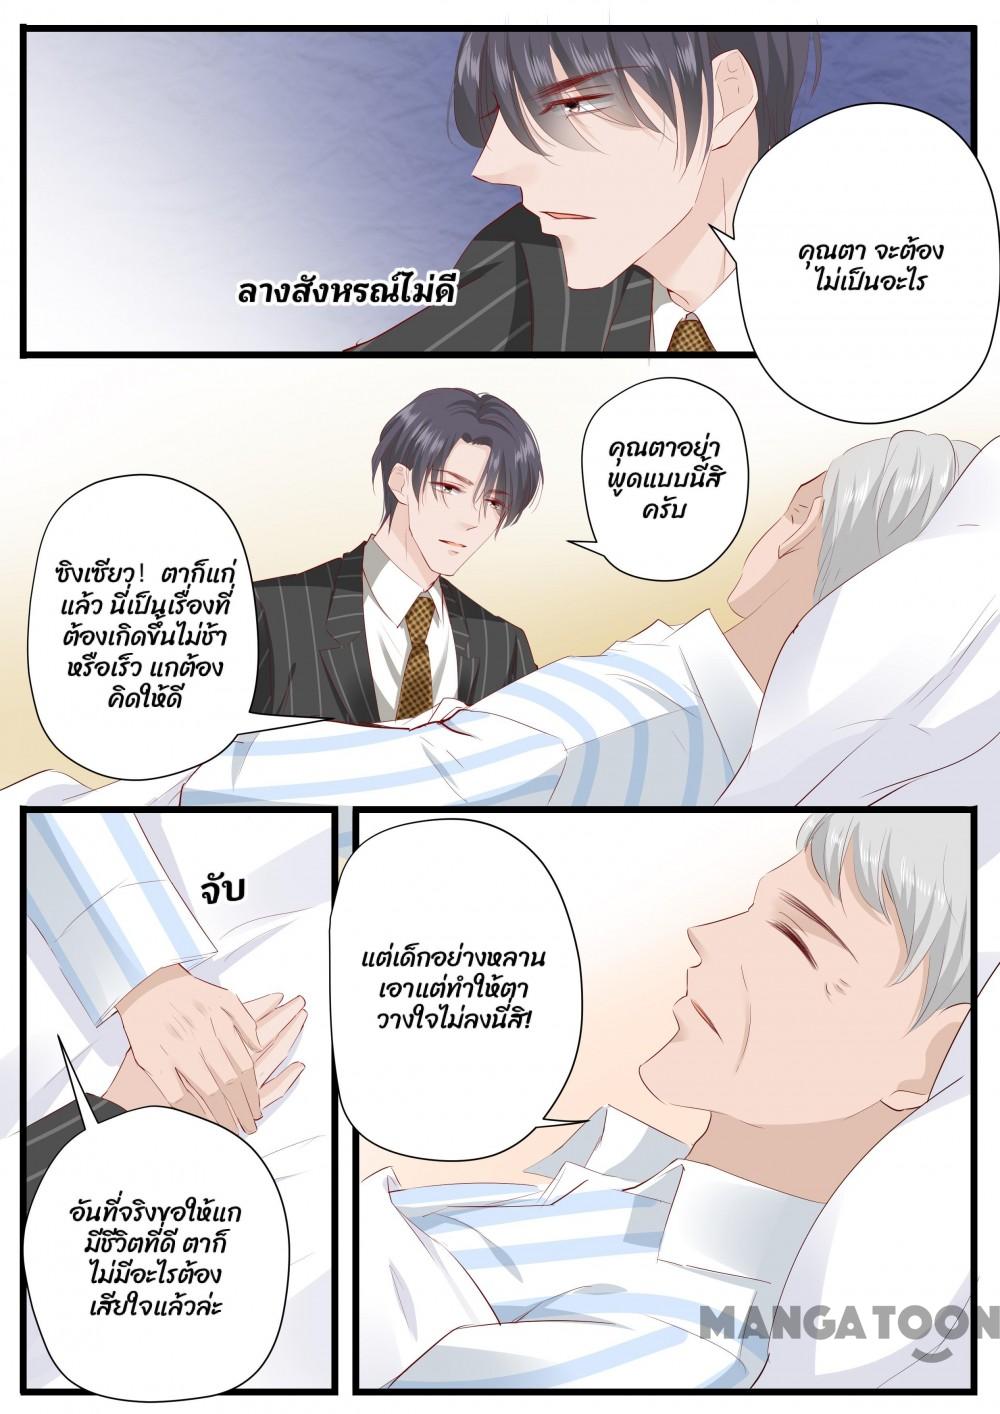 คุณตา จะต้อง
ไม่เป็นอะไร
ลางสังหรณ์ไม่ดี
คุณตาอย่า
พูดแบบนี้สิ
ครับ
ซิงเซียว! ตาก็แก่
แล้ว นี่เป็นเรื่องที่
ต้องเกิดขึ้นไม่ช้า
หรือเร็ว แกต้อง
คิดให้ดี
จับ
แต่เด็กอย่างหลาน
เอาแต่ทำให้ตา
วางใจไม่ลงนี่สิ!
อันที่จริงขอให้แก
มีชีวิตที่ดี ตาก็
ไม่มีอะไรต้อง
เสียใจแล้วล่ะ
MANGATOON